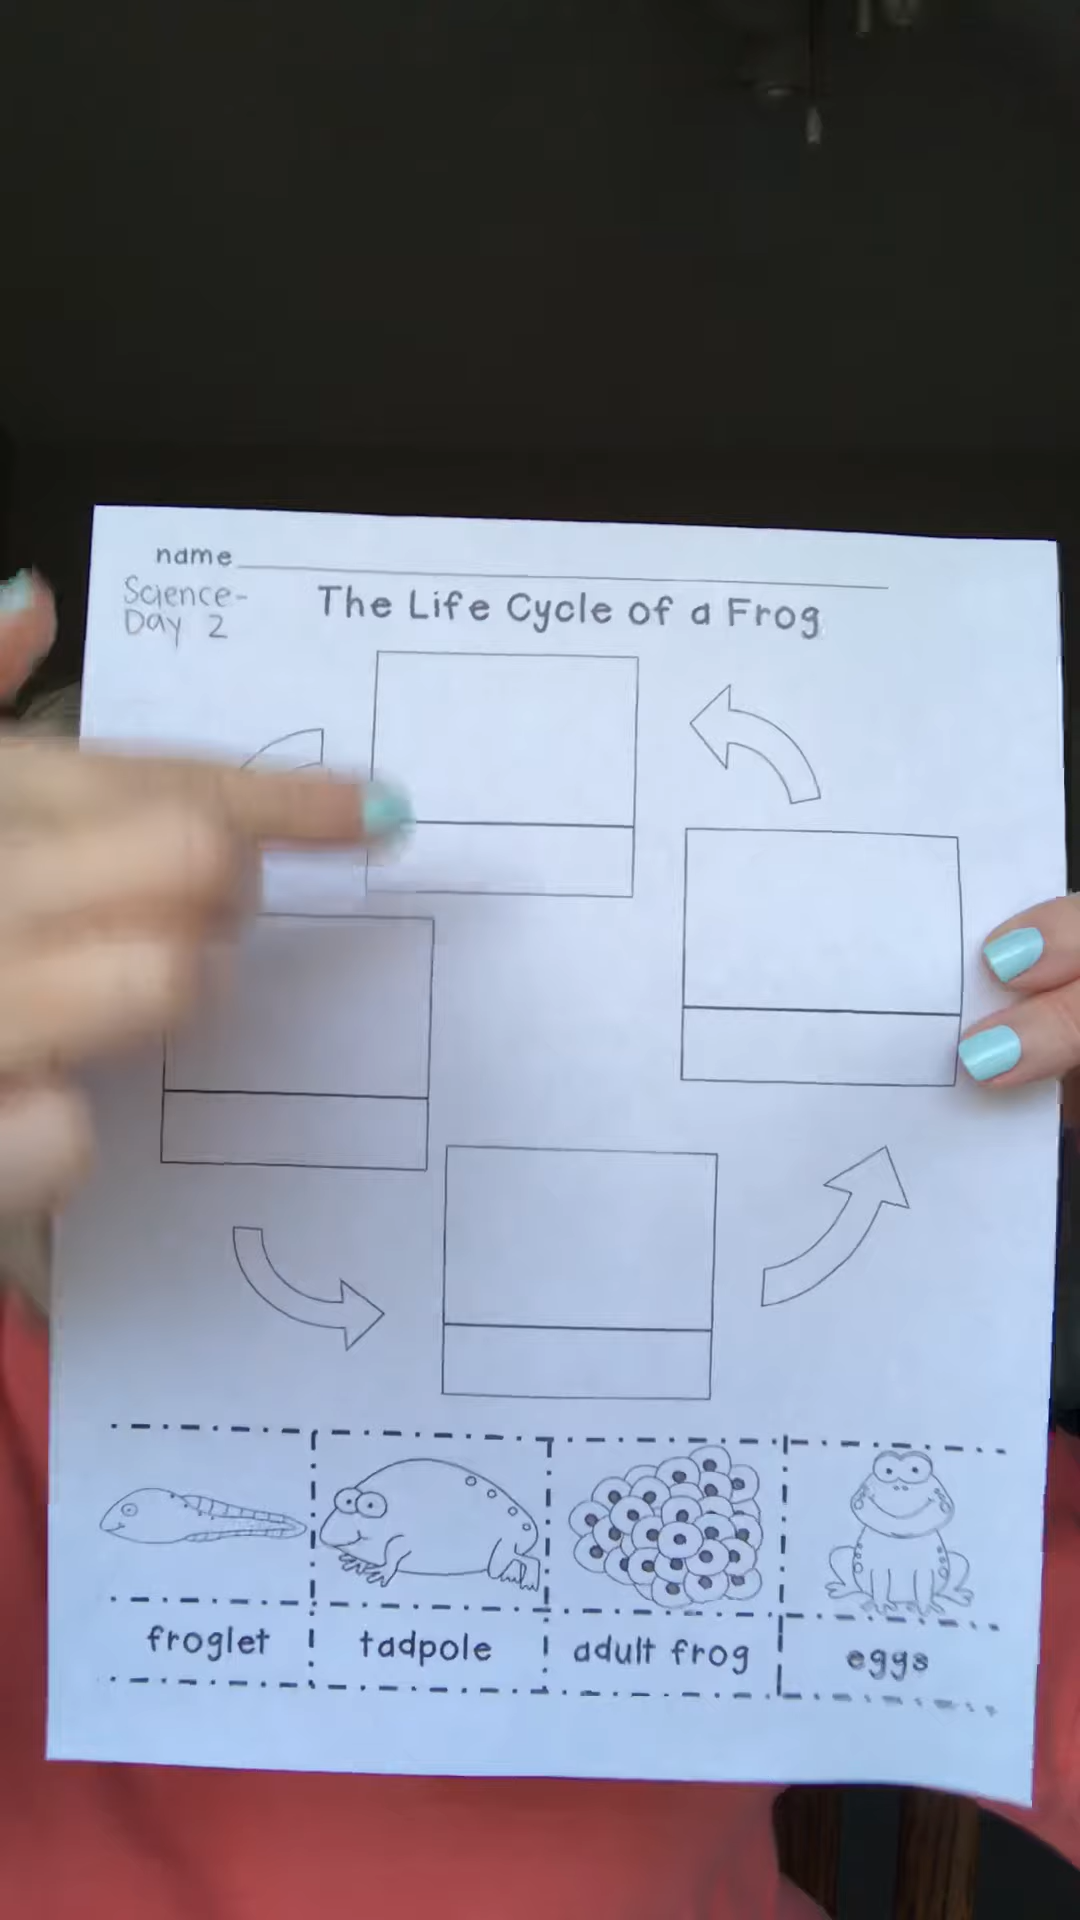 name
Science-
Day 2
The Life Cycle of a Frog
froglet
tadpole
adult frog
eggs